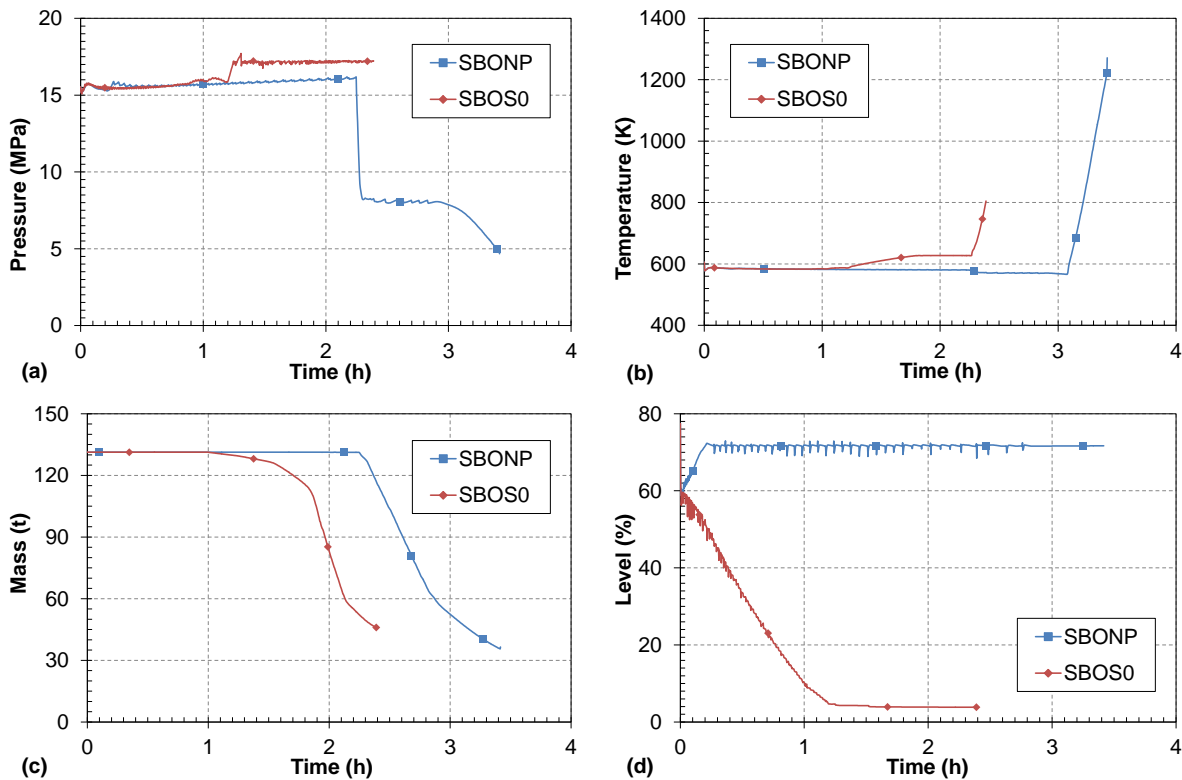 20
15
10
5
0
Pressure (MPa)
SBONP
SBOS0
0 1 2 3 4
(a) Time (h)
1400
1200
1000
800
600
400
Temperature (K)
SBONP
SBOS0
0 1 2 3 4
(b) Time (h)
150
120
90
60
30
0
Mass (t)
SBONP
SBOS0
0 1 2 3 4
(c) Time (h)
80
60
40
20
0
Level (%)
SBONP
SBOS0
0 1 2 3 4
(d) Time (h)